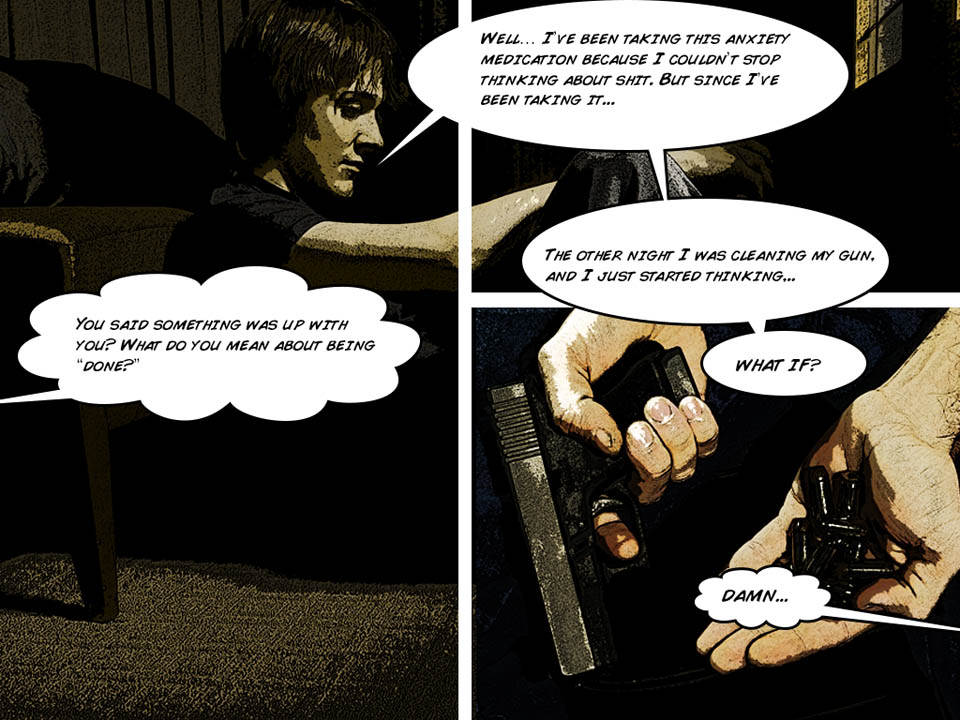 WELL... I'VE BEEN TAKING THIS ANXIETY
MEDICATION BECAUSE I COULDN'T STOP
THINKING ABOUT SHIT. BUT SINCE I'VE
BEEN TAKING IT...
THE OTHER NIGHT I WAS CLEANING MY GUN,
AND I JUST STARTED THINKING...
YOU SAID SOMETHING WAS UP WITH
YOU? WHAT DO YOU MEAN ABOUT BEING
“DONE?”
WHAT IF?
DAMN...